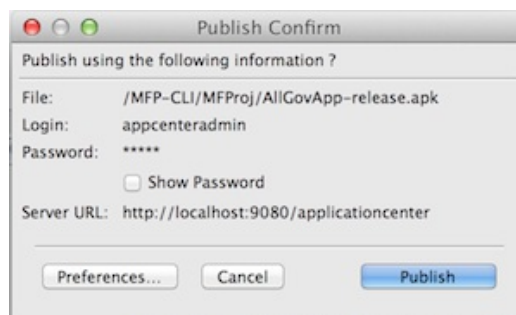 Publish Confirm
Publish using the following information ?
File: /MFP-CLI/MFProj/AllGovApp-release.apk
Login: appcenteradmin
Password: *****
Show Password
Server URL: http://localhost:9080/applicationcenter
Preferences... Cancel Publish